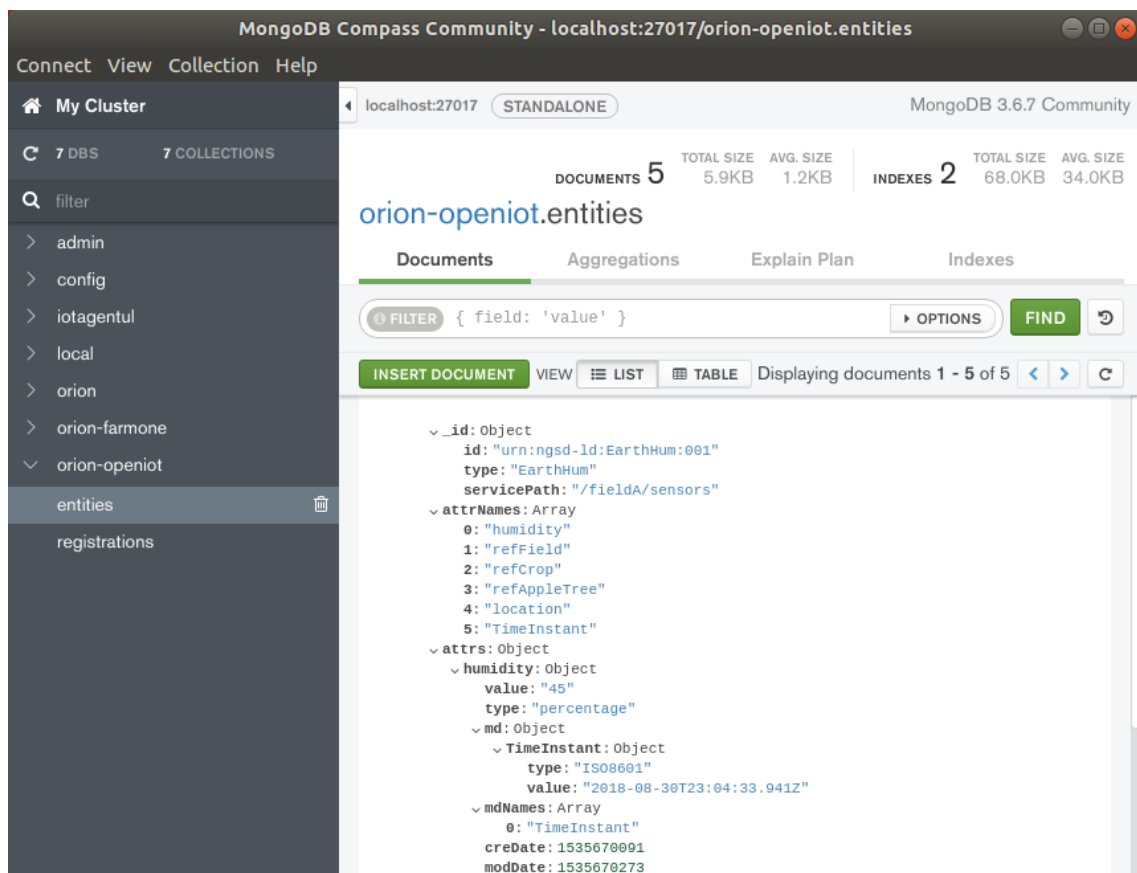 MongoDB Compass Community - localhost:27017/orion-openiot.entities
Connect View Collection Help
My Cluster
7 DBS 7 COLLECTIONS
filter
admin
config
iotagentul
local
orion
orion-farmone
orion-openiot
entities
registrations
localhost:27017 STANDALONE MongoDB 3.6.7 Community
DOCUMENTS 5 TOTAL SIZE 5.9KB AVG. SIZE 1.2KB INDEXES 2 TOTAL SIZE 68.0KB AVG. SIZE 34.0KB
orion-openiot.entities
Documents Aggregations Explain Plan Indexes
FILTER { field: 'value' } OPTIONS FIND
INSERT DOCUMENT VIEW LIST TABLE Displaying documents 1 - 5 of 5
_id: Object
id: "urn:ngsd-ld:EarthHum:001"
type: "EarthHum"
servicePath: "/fieldA/sensors"
attrNames: Array
0: "humidity"
1: "refField"
2: "refCrop"
3: "refAppleTree"
4: "location"
5: "TimeInstant"
attrs: Object
humidity: Object
value: "45"
type: "percentage"
md: Object
TimeInstant: Object
type: "ISO8601"
value: "2018-08-30T23:04:33.941Z"
mdNames: Array
0: "TimeInstant"
creDate: 1535670091
modDate: 1535670273